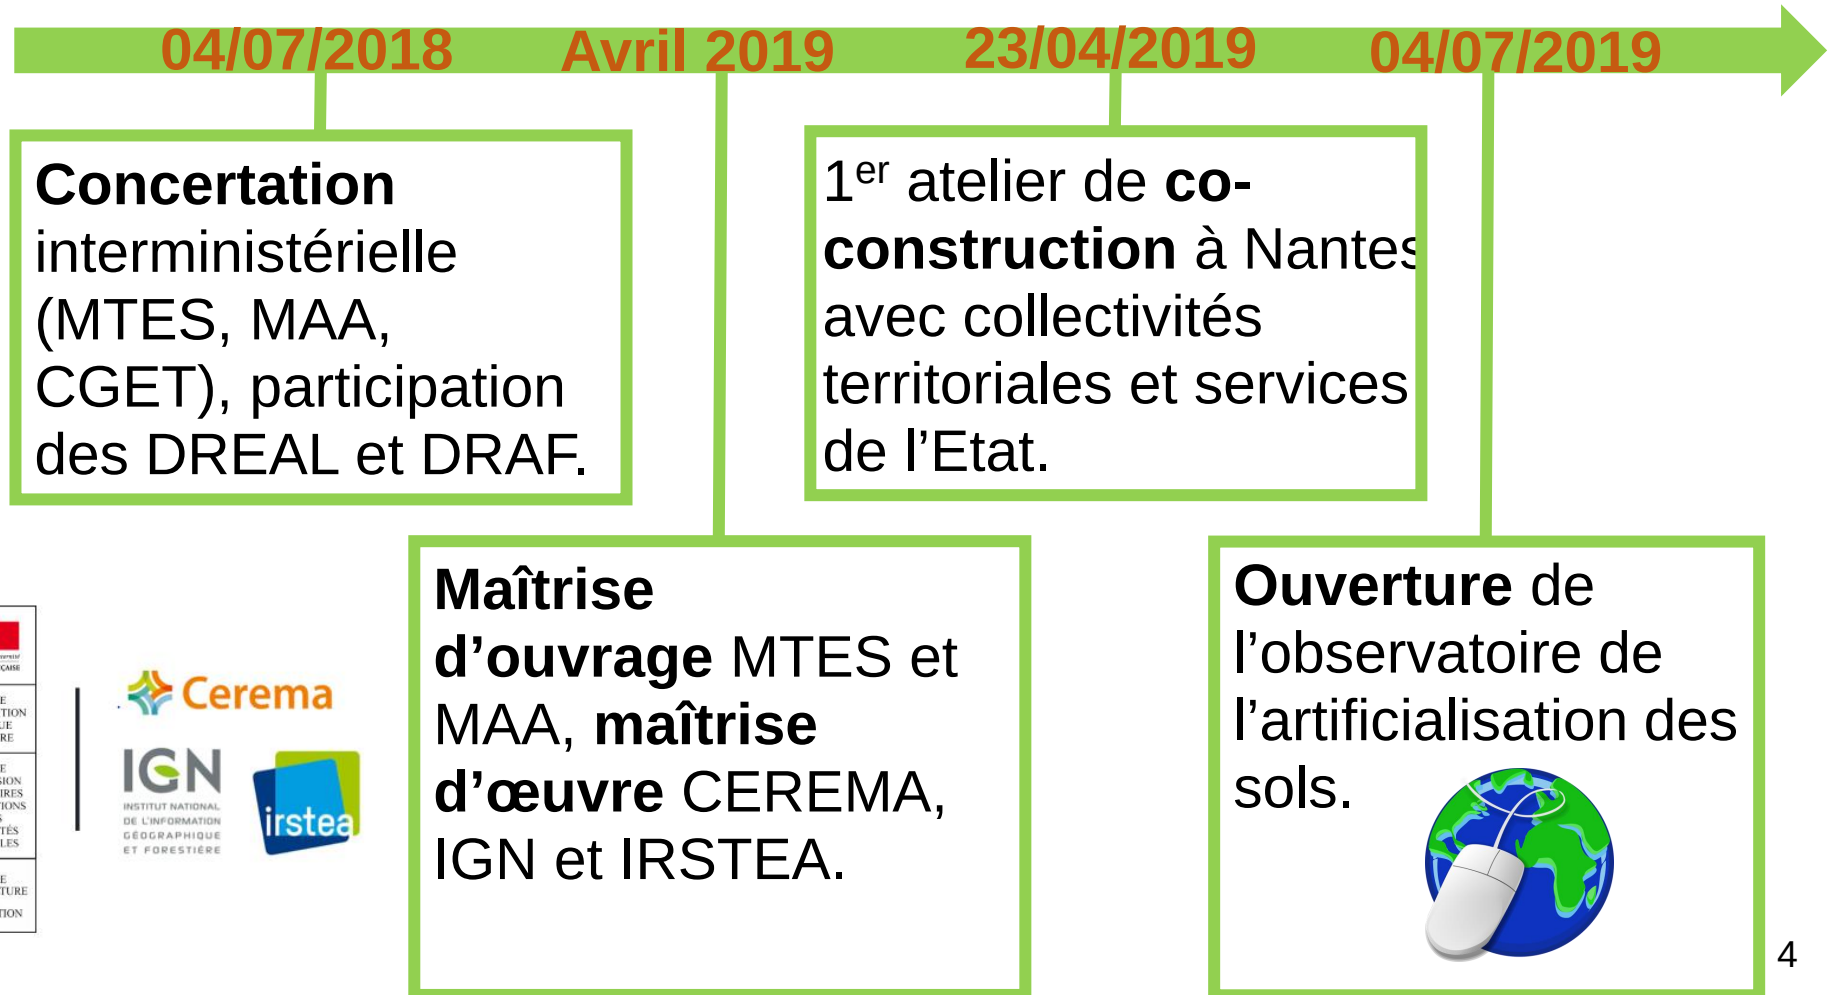 04/07/2018
Avril 2019
23/04/2019
04/07/2019
Concertation
interministérielle
(MTES, MAA,
CGET), participation
des DREAL et DRAF.
1er atelier de co-
construction à Nantes
avec collectivités
territoriales et services
de l’Etat.
Maîtrise
d’ouvrage MTES et
MAA, maîtrise
d’œuvre CEREMA,
IGN et IRSTEA.
Ouverture de
l’observatoire de
l’artificialisation des
sols.
Cerema
IGN
INSTITUT NATIONAL
DE L'INFORMATION
GÉOGRAPHIQUE
ET FORESTIÈRE
irstea
4